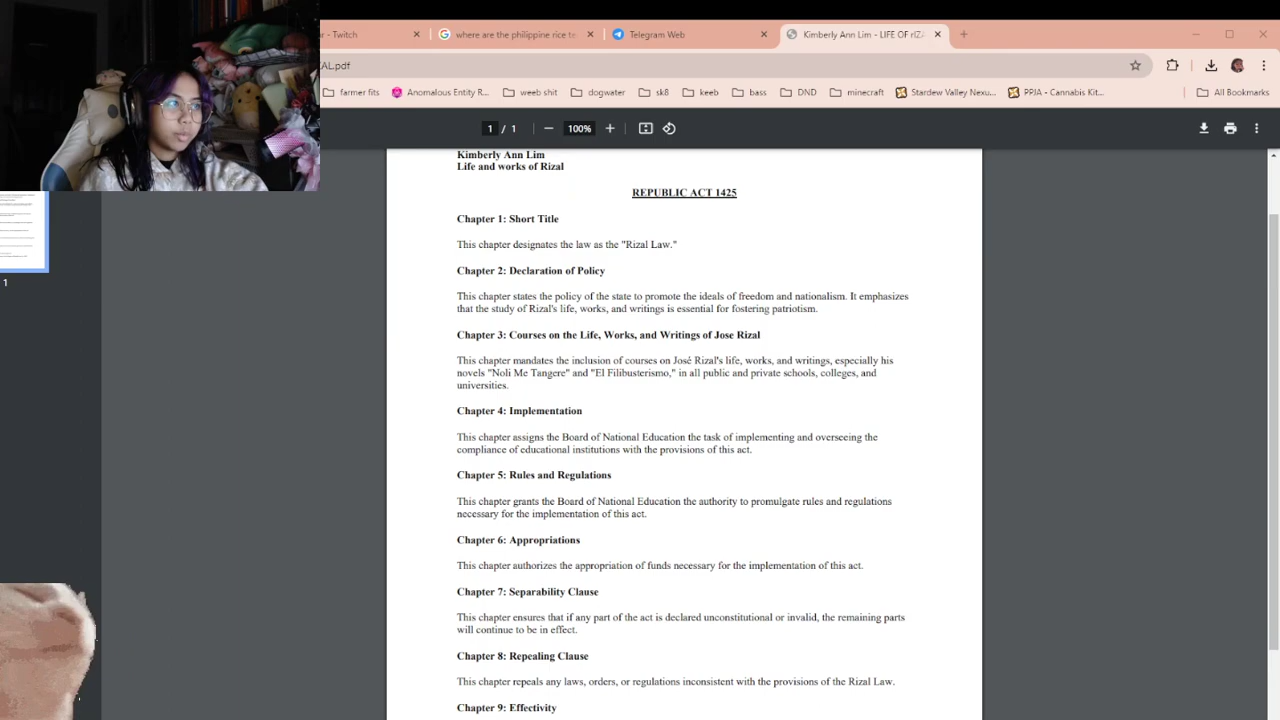 r - Twitch
where are the philippine rice te
Telegram Web
Kimberly Ann Lim - LIFE OF rIZA
AL.pdf
farmer fits
Anomalous Entity R...
weeb shit
dogwater
sk8
keeb
bass
DND
minecraft
Stardew Valley Nexu...
PPJA - Cannabis Kit...
All Bookmarks
1 / 1
100%
Kimberly Ann Lim
Life and works of Rizal
REPUBLIC ACT 1425
Chapter 1: Short Title
This chapter designates the law as the "Rizal Law."
Chapter 2: Declaration of Policy
This chapter states the policy of the state to promote the ideals of freedom and nationalism. It emphasizes
that the study of Rizal's life, works, and writings is essential for fostering patriotism.
Chapter 3: Courses on the Life, Works, and Writings of Jose Rizal
This chapter mandates the inclusion of courses on José Rizal's life, works, and writings, especially his
novels "Noli Me Tangere" and "El Filibusterismo," in all public and private schools, colleges, and
universities.
Chapter 4: Implementation
This chapter assigns the Board of National Education the task of implementing and overseeing the
compliance of educational institutions with the provisions of this act.
Chapter 5: Rules and Regulations
This chapter grants the Board of National Education the authority to promulgate rules and regulations
necessary for the implementation of this act.
Chapter 6: Appropriations
This chapter authorizes the appropriation of funds necessary for the implementation of this act.
Chapter 7: Separability Clause
This chapter ensures that if any part of the act is declared unconstitutional or invalid, the remaining parts
will continue to be in effect.
Chapter 8: Repealing Clause
This chapter repeals any laws, orders, or regulations inconsistent with the provisions of the Rizal Law.
Chapter 9: Effectivity
1